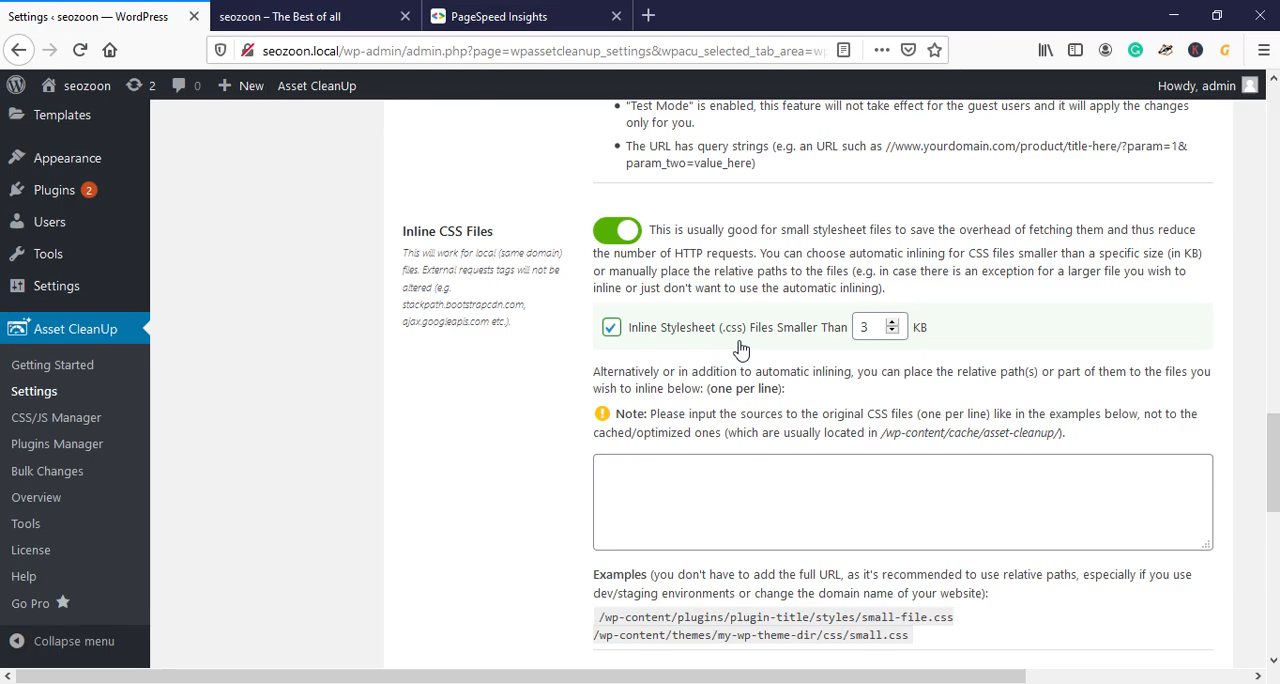 Settings ‹ seozoon — WordPress
seozoon – The Best of all
PageSpeed Insights
seozoon.local/wp-admin/admin.php?page=wpassetcleanup_settings&wpacu_selected_tab_area=w
seozoon
2
0
New
Asset CleanUp
Howdy, admin
Templates
Appearance
Plugins 2
Users
Tools
Settings
Asset CleanUp
Getting Started
Settings
CSS/JS Manager
Plugins Manager
Bulk Changes
Overview
Tools
License
Help
Go Pro
Collapse menu
"Test Mode" is enabled, this feature will not take effect for the guest users and it will apply the changes
only for you.
The URL has query strings (e.g. an URL such as //www.yourdomain.com/product/title-here/?param=1&
param_two=value_here)
Inline CSS Files
This will work for local (same domain)
files. External requests tags will not be
altered (e.g.
stackpath.bootstrapcdn.com,
ajax.googleapis.com etc.).
This is usually good for small stylesheet files to save the overhead of fetching them and thus reduce
the number of HTTP requests. You can choose automatic inlining for CSS files smaller than a specific size (in KB)
or manually place the relative paths to the files (e.g. in case there is an exception for a larger file you wish to
inline or just don't want to use the automatic inlining).
Inline Stylesheet (.css) Files Smaller Than 3 KB
Alternatively or in addition to automatic inlining, you can place the relative path(s) or part of them to the files you
wish to inline below: (one per line):
Note: Please input the sources to the original CSS files (one per line) like in the examples below, not to the
cached/optimized ones (which are usually located in /wp-content/cache/asset-cleanup/).
Examples (you don't have to add the full URL, as it's recommended to use relative paths, especially if you use
dev/staging environments or change the domain name of your website):
/wp-content/plugins/plugin-title/styles/small-file.css
/wp-content/themes/my-wp-theme-dir/css/small.css